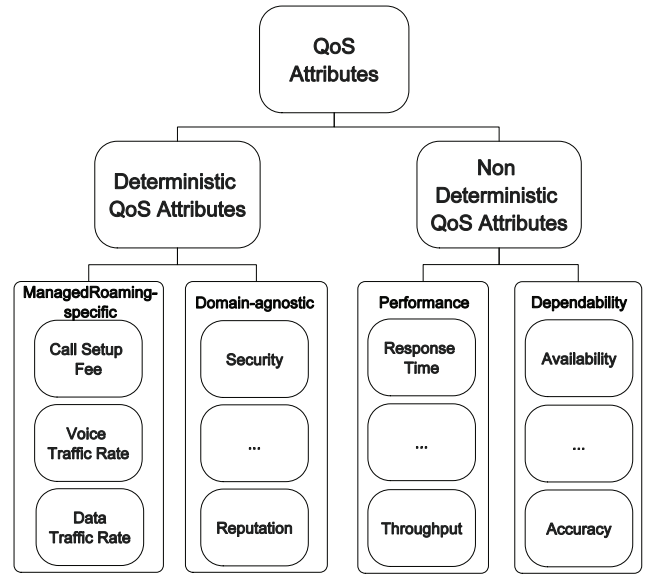 QoS
Attributes
Deterministic
QoS Attributes
Non
Deterministic
QoS Attributes
ManagedRoaming-
specific
Call Setup
Fee
Voice
Traffic Rate
Data
Traffic Rate
Domain-agnostic
Security
...
Reputation
Performance
Response
Time
...
Throughput
Dependability
Availability
...
Accuracy